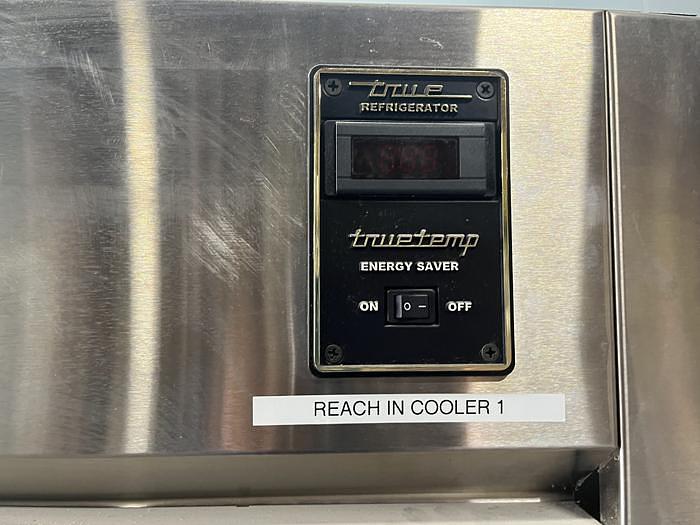 true
REFRIGERATOR
truetemp
ENERGY SAVER
ON O – OFF
REACH IN COOLER 1